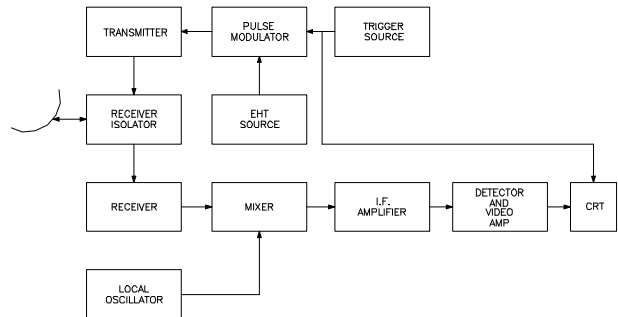 TRANSMITTER
PULSE
MODULATOR
TRIGGER
SOURCE
RECEIVER
ISOLATOR
EHT
SOURCE
RECEIVER
MIXER
I.F.
AMPLIFIER
DETECTOR
AND
VIDEO
AMP
CRT
LOCAL
OSCILLATOR